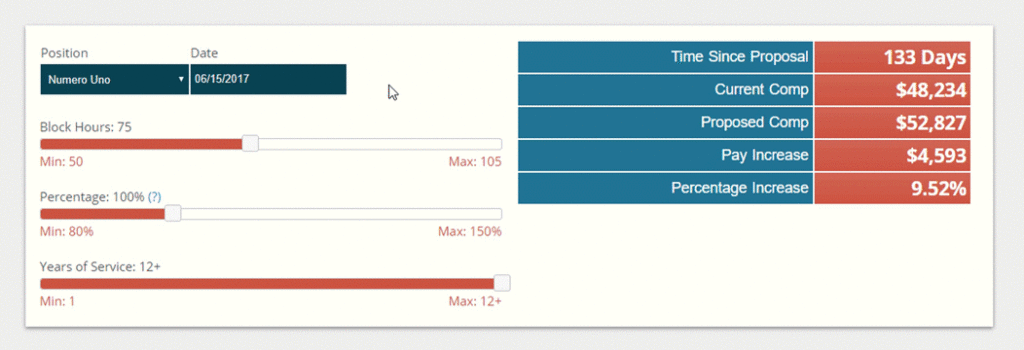 Position Date
Numero Uno 06/15/2017
Block Hours: 75
Min: 50 Max: 105
Percentage: 100% (?)
Min: 80% Max: 150%
Years of Service: 12+
Min: 1 Max: 12+
Time Since Proposal 133 Days
Current Comp $48,234
Proposed Comp $52,827
Pay Increase $4,593
Percentage Increase 9.52%